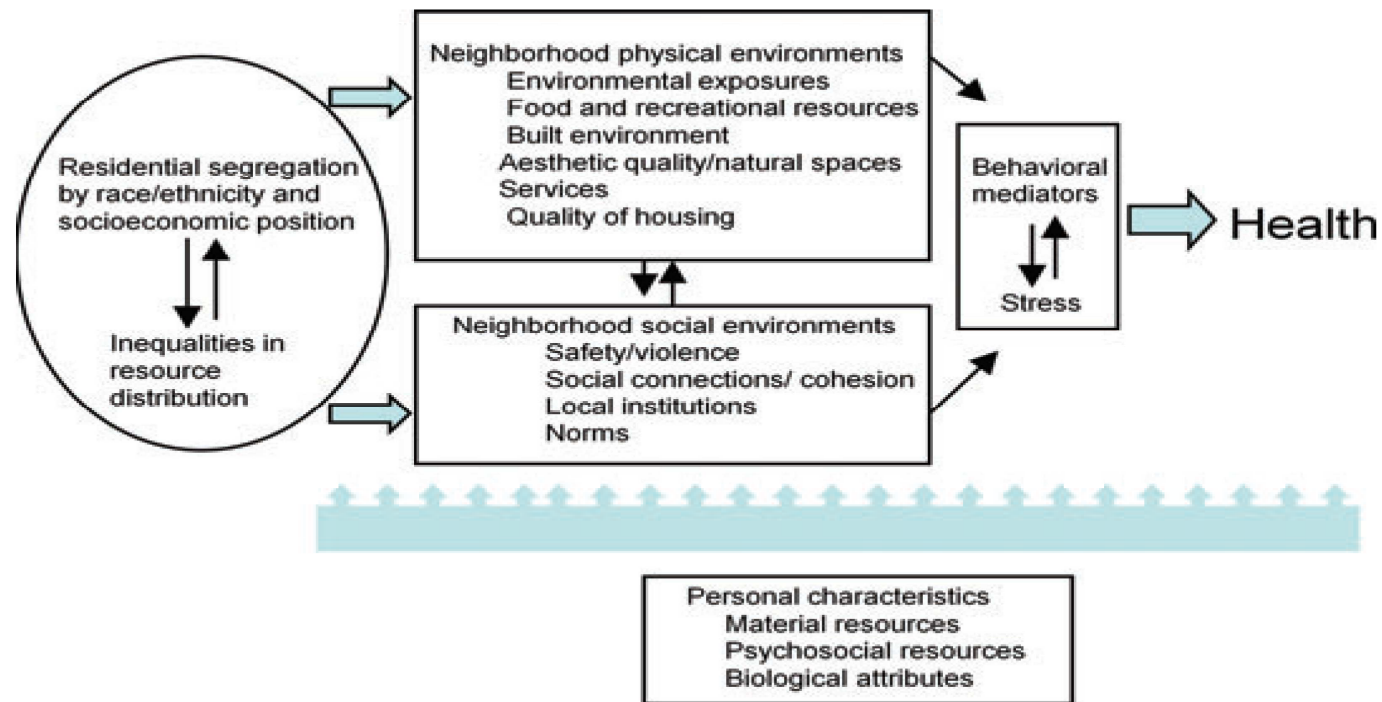 Residential segregation
by race/ethnicity and
socioeconomic position
Inequalities in
resource
distribution
Neighborhood physical environments
Environmental exposures
Food and recreational resources
Built environment
Aesthetic quality/natural spaces
Services
Quality of housing
Neighborhood social environments
Safety/violence
Social connections/ cohesion
Local institutions
Norms
Behavioral
mediators
Stress
Health
Personal characteristics
Material resources
Psychosocial resources
Biological attributes